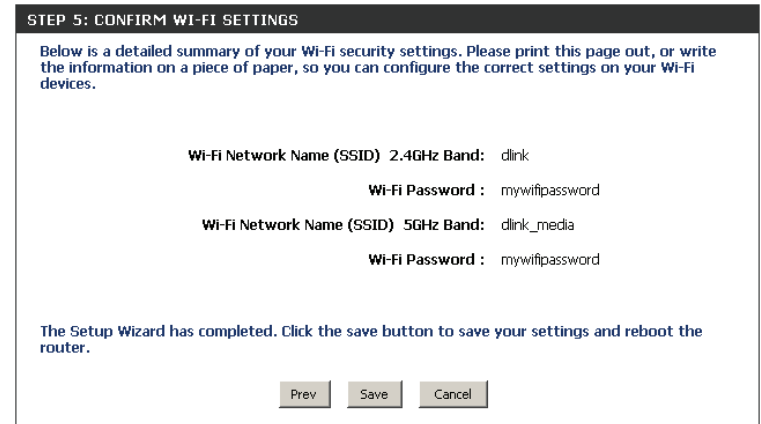 STEP 5: CONFIRM WI-FI SETTINGS
Below is a detailed summary of your Wi-Fi security settings. Please print this page out, or write
the information on a piece of paper, so you can configure the correct settings on your Wi-Fi
devices.
Wi-Fi Network Name (SSID) 2.4GHz Band: dlink
Wi-Fi Password : mywifipassword
Wi-Fi Network Name (SSID) 5GHz Band: dlink_media
Wi-Fi Password : mywifipassword
The Setup Wizard has completed. Click the save button to save your settings and reboot the
router.
Prev Save Cancel